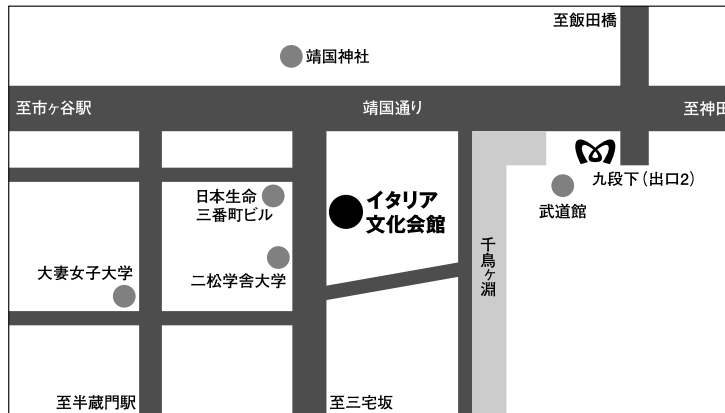 至飯田橋
靖国神社
至市ヶ谷駅
靖国通り
至神田
九段下（出口2）
日本生命
三番町ビル
イタリア
文化会館
武道館
千鳥ヶ淵
大妻女子大学
二松学舎大学
至半蔵門駅
至三宅坂